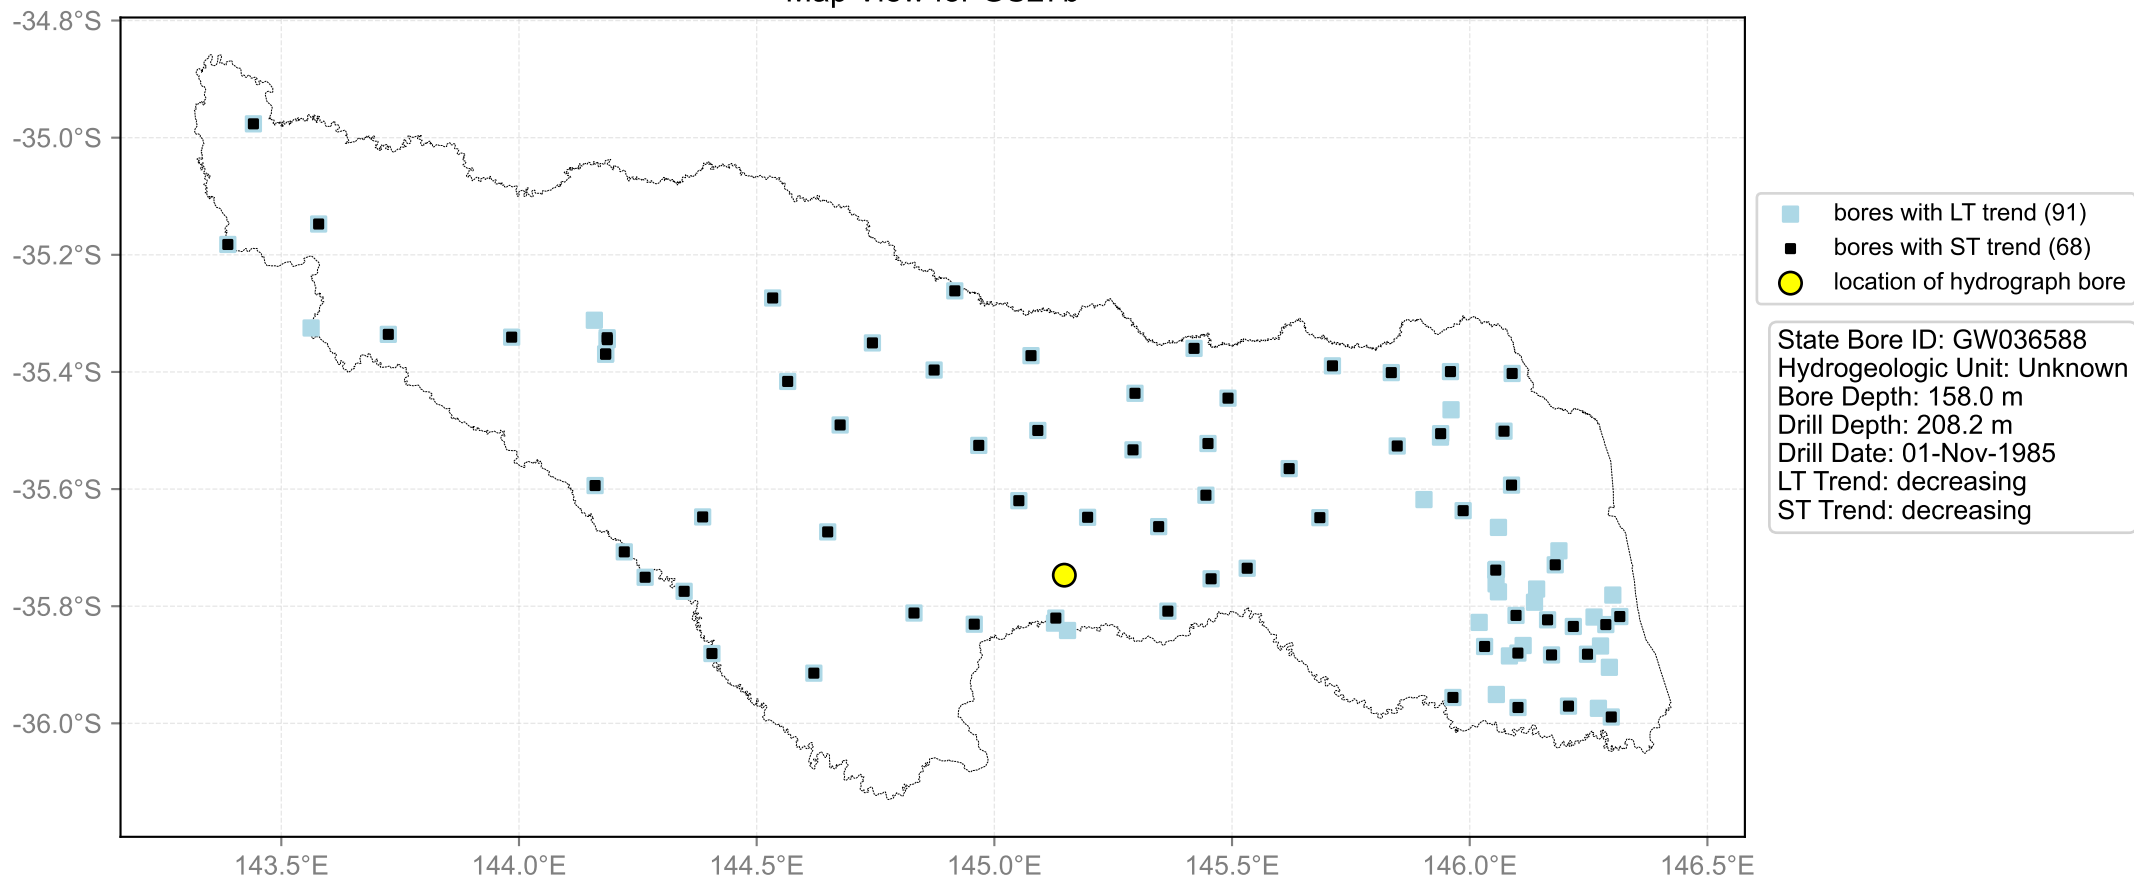 -34.8°S
-35.0°S
-35.2°S
-35.4°S
-35.6°S
-35.8°S
-36.0°S
143.5°E 144.0°E 144.5°E 145.0°E 145.5°E 146.0°E 146.5°E
bores with LT trend (91)
bores with ST trend (68)
location of hydrograph bore
State Bore ID: GW036588
Hydrogeologic Unit: Unknown
Bore Depth: 158.0 m
Drill Depth: 208.2 m
Drill Date: 01-Nov-1985
LT Trend: decreasing
ST Trend: decreasing